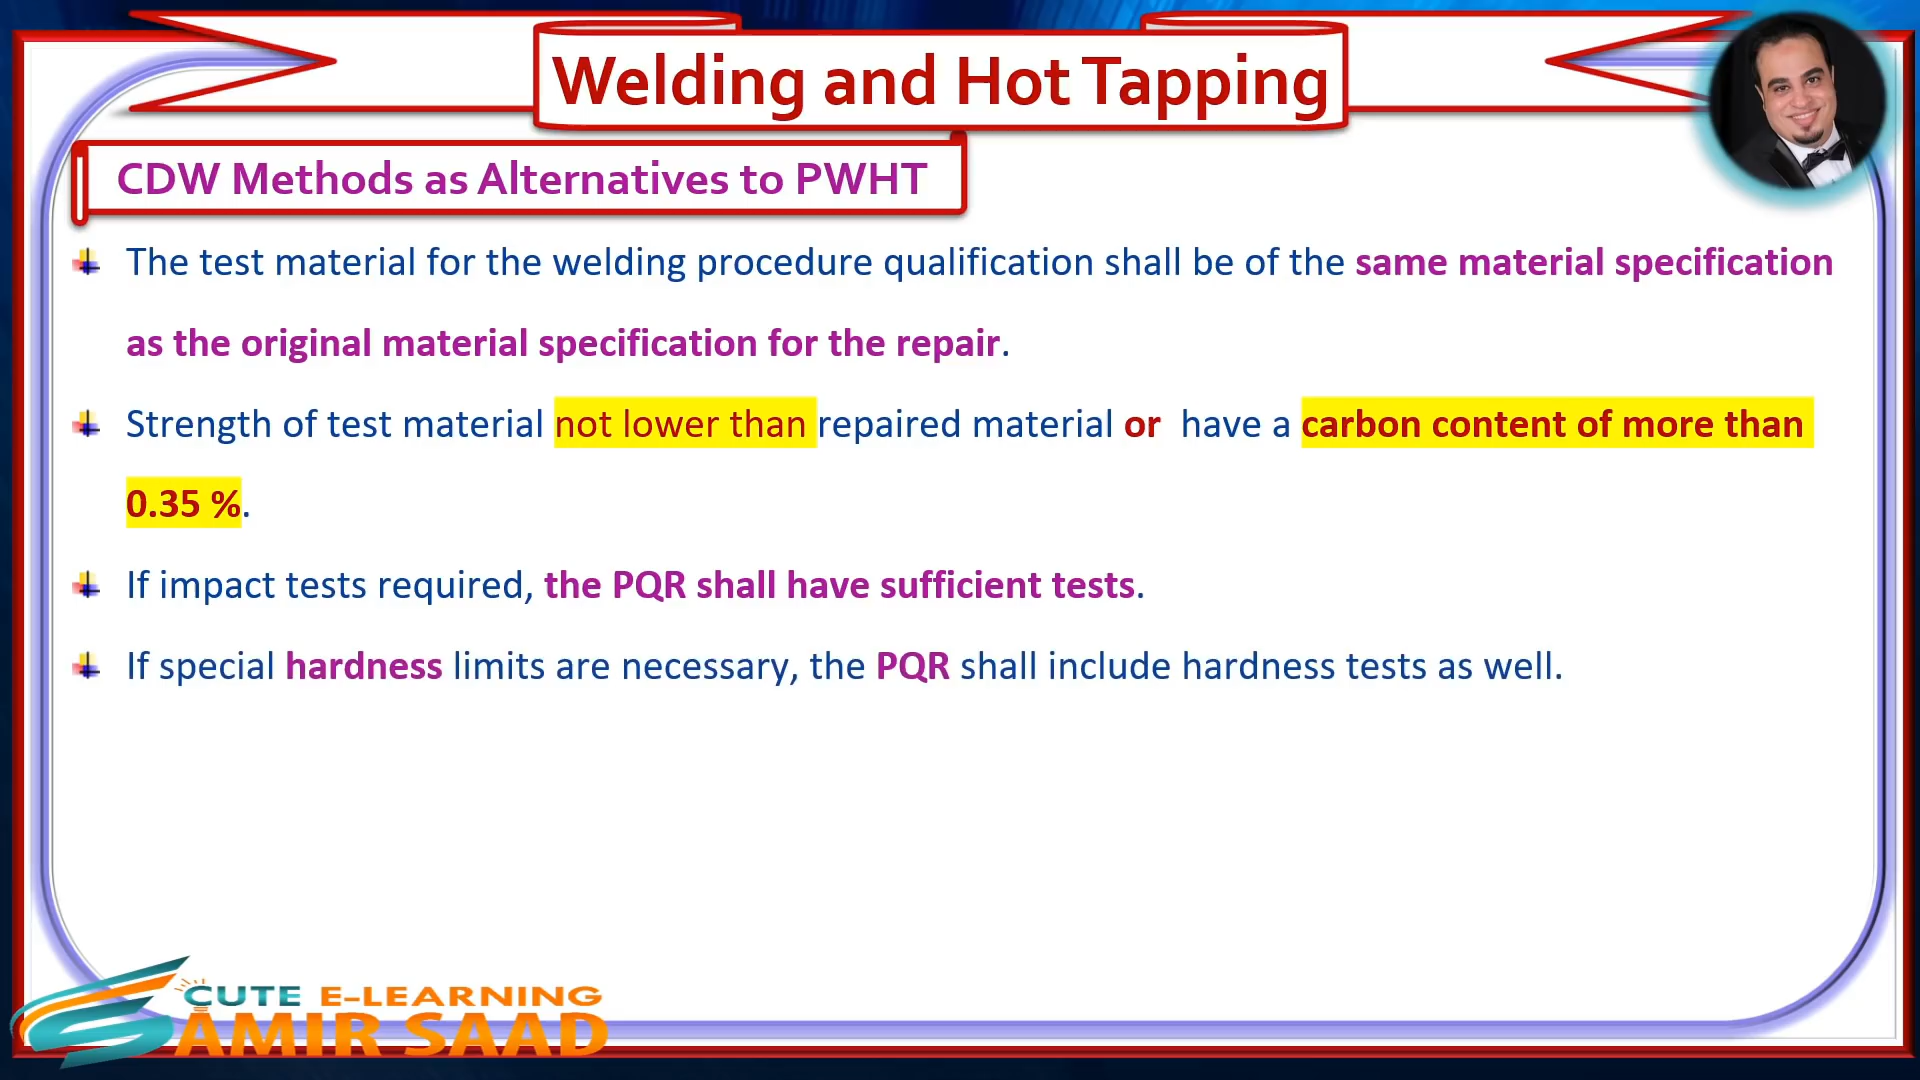 Welding and Hot Tapping
CDW Methods as Alternatives to PWHT
The test material for the welding procedure qualification shall be of the same material specification
as the original material specification for the repair.
Strength of test material not lower than repaired material or have a carbon content of more than
0.35 %.
If impact tests required, the PQR shall have sufficient tests.
If special hardness limits are necessary, the PQR shall include hardness tests as well.
CUTE E-LEARNING
AMIR SAAD